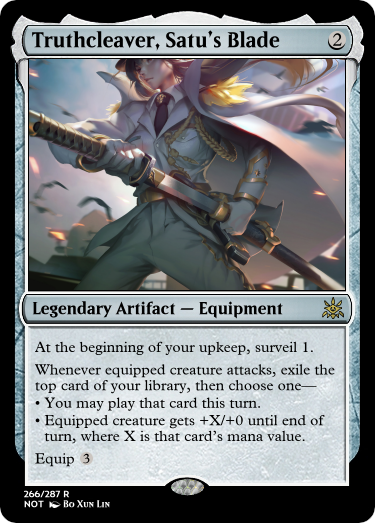 Truthcleaver, Satu's Blade 2
Legendary Artifact — Equipment
At the beginning of your upkeep, surveil 1.
Whenever equipped creature attacks, exile the
top card of your library, then choose one—
• You may play that card this turn.
• Equipped creature gets +X/+0 until end of
turn, where X is that card's mana value.
Equip 3
266/287 R
NOT Bo Xun Lin